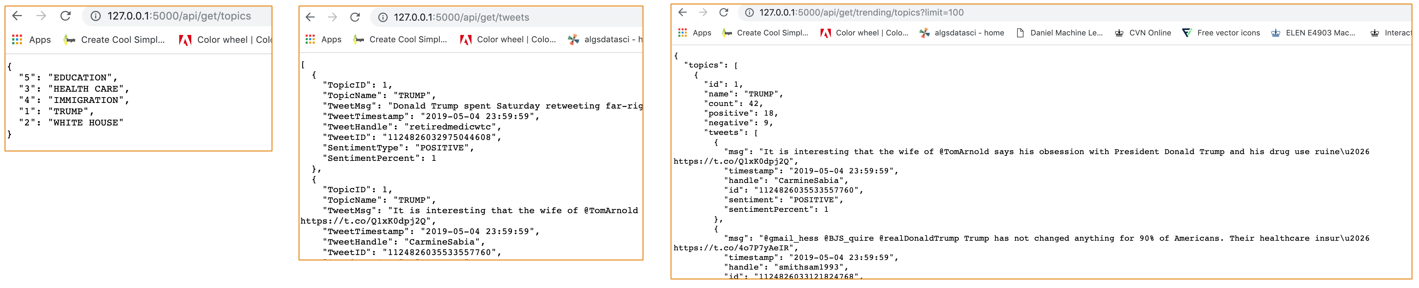 127.0.0.1:5000/api/get/topics
Apps Create Cool Simpl... Color wheel | Colo...
{
"5": "EDUCATION",
"3": "HEALTH CARE",
"4": "IMMIGRATION",
"1": "TRUMP",
"2": "WHITE HOUSE"
}
127.0.0.1:5000/api/get/tweets
Apps Create Cool Simpl... Color wheel | Colo... algsdatasci - h
[
{
"TopicID": 1,
"TopicName": "TRUMP",
"TweetMsg": "Donald Trump spent Saturday retweeting far-rig
"TweetTimestamp": "2019-05-04 23:59:59",
"TweetHandle": "retiredmedicwtc",
"TweetID": "1124826032975044608",
"SentimentType": "POSITIVE",
"SentimentPercent": 1
},
{
"TopicID": 1,
"TopicName": "TRUMP",
"TweetMsg": "It is interesting that the wife of @TomArnold
https://t.co/Q1xK0dpj2Q",
"TweetTimestamp": "2019-05-04 23:59:59",
"TweetHandle": "CarmineSabia",
"TweetID": "1124826035533557760",
127.0.0.1:5000/api/get/trending/topics?limit=100
Apps Create Cool Simpl... Color wheel | Colo... algsdatasci - home Daniel Machine Le... CVN Online Free vector icons ELEN E4903 Mac... Interact
{
"topics": [
{
"id": 1,
"name": "TRUMP",
"count": 42,
"positive": 18,
"negative": 9,
"tweets": [
{
"msg": "It is interesting that the wife of @TomArnold says his obsession with President Donald Trump and his drug use ruine\u2026
https://t.co/Q1xK0dpj2Q",
"timestamp": "2019-05-04 23:59:59",
"handle": "CarmineSabia",
"id": "1124826035533557760",
"sentiment": "POSITIVE",
"sentimentPercent": 1
},
{
"msg": "@gmail_hess @BJS_quire @realDonaldTrump Trump has not changed anything for 90% of Americans. Their healthcare insur\u2026
https://t.co/4o7P7yAeIR",
"timestamp": "2019-05-04 23:59:59",
"handle": "smithsam1993",
"id": "1124826033121824768",